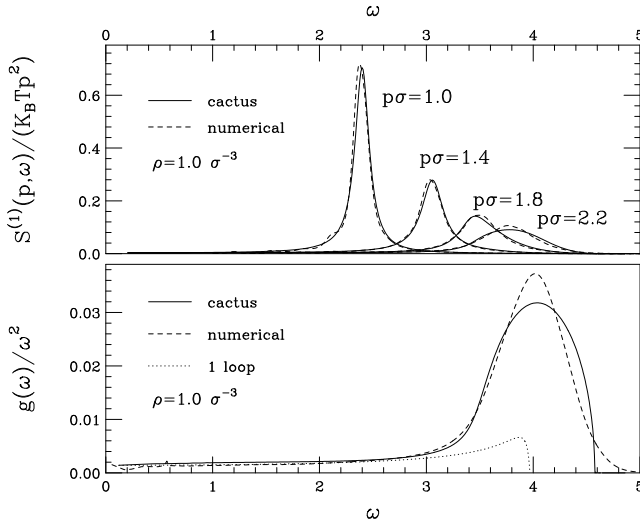 ω
0 1 2 3 4 5
S⁽¹⁾(p,ω)/(K_BTp²)
0.6
0.4
0.2
0.0
cactus
numerical
ρ=1.0 σ⁻³
pσ=1.0
pσ=1.4
pσ=1.8
pσ=2.2
g(ω)/ω²
0.03
0.02
0.01
0.00
cactus
numerical
1 loop
ρ=1.0 σ⁻³
0 1 2 3 4 5
ω